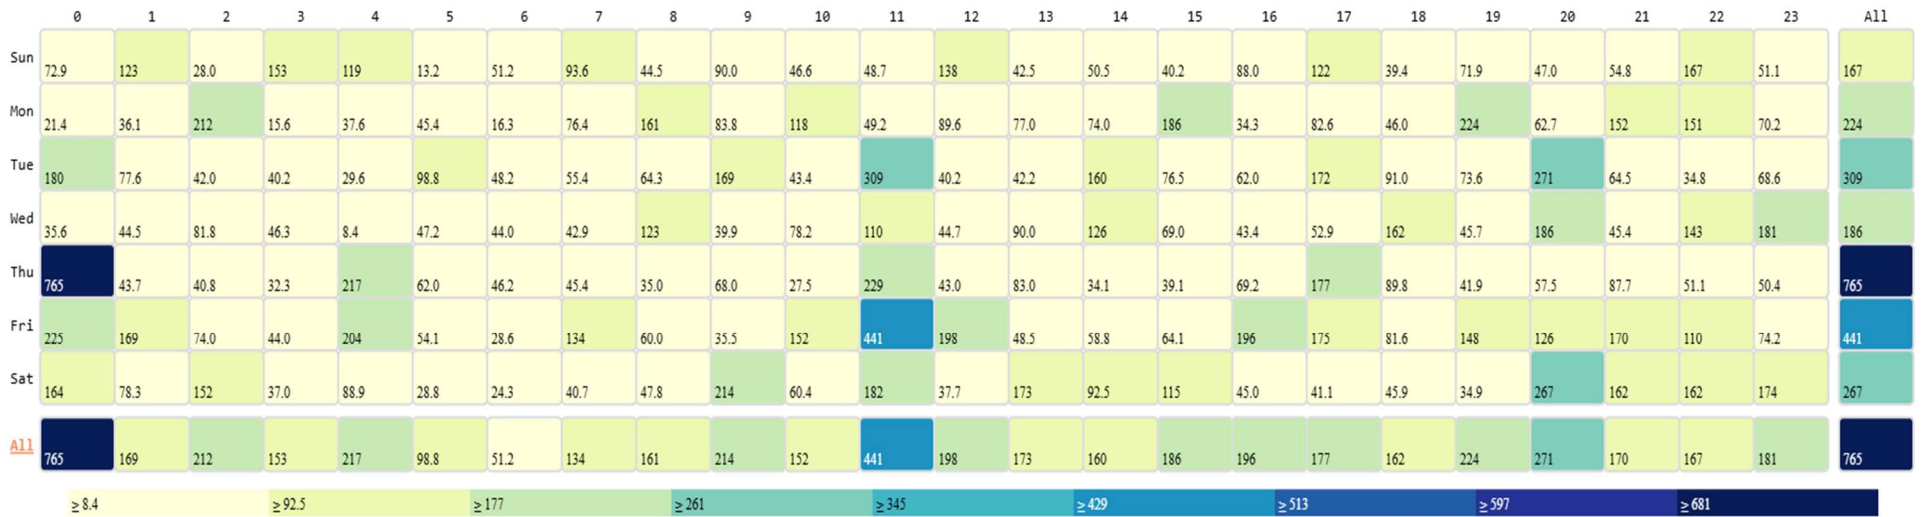 0 1 2 3 4 5 6 7 8 9 10 11 12 13 14 15 16 17 18 19 20 21 22 23 All
Sun 72.9 123 28.0 153 119 13.2 51.2 93.6 44.5 90.0 46.6 48.7 138 42.5 50.5 40.2 88.0 122 39.4 71.9 47.0 54.8 167 51.1 167
Mon 21.4 36.1 212 15.6 37.6 45.4 16.3 76.4 161 83.8 118 49.2 89.6 77.0 74.0 186 34.3 82.6 46.0 224 62.7 152 151 70.2 224
Tue 180 77.6 42.0 40.2 29.6 98.8 48.2 55.4 64.3 169 43.4 309 40.2 42.2 160 76.5 62.0 172 91.0 73.6 271 64.5 34.8 68.6 309
Wed 35.6 44.5 81.8 46.3 8.4 47.2 44.0 42.9 123 39.9 78.2 110 44.7 90.0 126 69.0 43.4 52.9 162 45.7 186 45.4 143 181 186
Thu 765 43.7 40.8 32.3 217 62.0 46.2 45.4 35.0 68.0 27.5 229 43.0 83.0 34.1 39.1 69.2 177 89.8 41.9 57.5 87.7 51.1 50.4 765
Fri 225 169 74.0 44.0 204 54.1 28.6 134 60.0 35.5 152 441 198 48.5 58.8 64.1 196 175 81.6 148 126 170 110 74.2 441
Sat 164 78.3 152 37.0 88.9 28.8 24.3 40.7 47.8 214 60.4 182 37.7 173 92.5 115 45.0 41.1 45.9 34.9 267 162 162 174 267
All 765 169 212 153 217 98.8 51.2 134 161 214 152 441 198 173 160 186 196 177 162 224 271 170 167 181 765
≥ 8.4 ≥ 92.5 ≥ 177 ≥ 261 ≥ 345 ≥ 429 ≥ 513 ≥ 597 ≥ 681